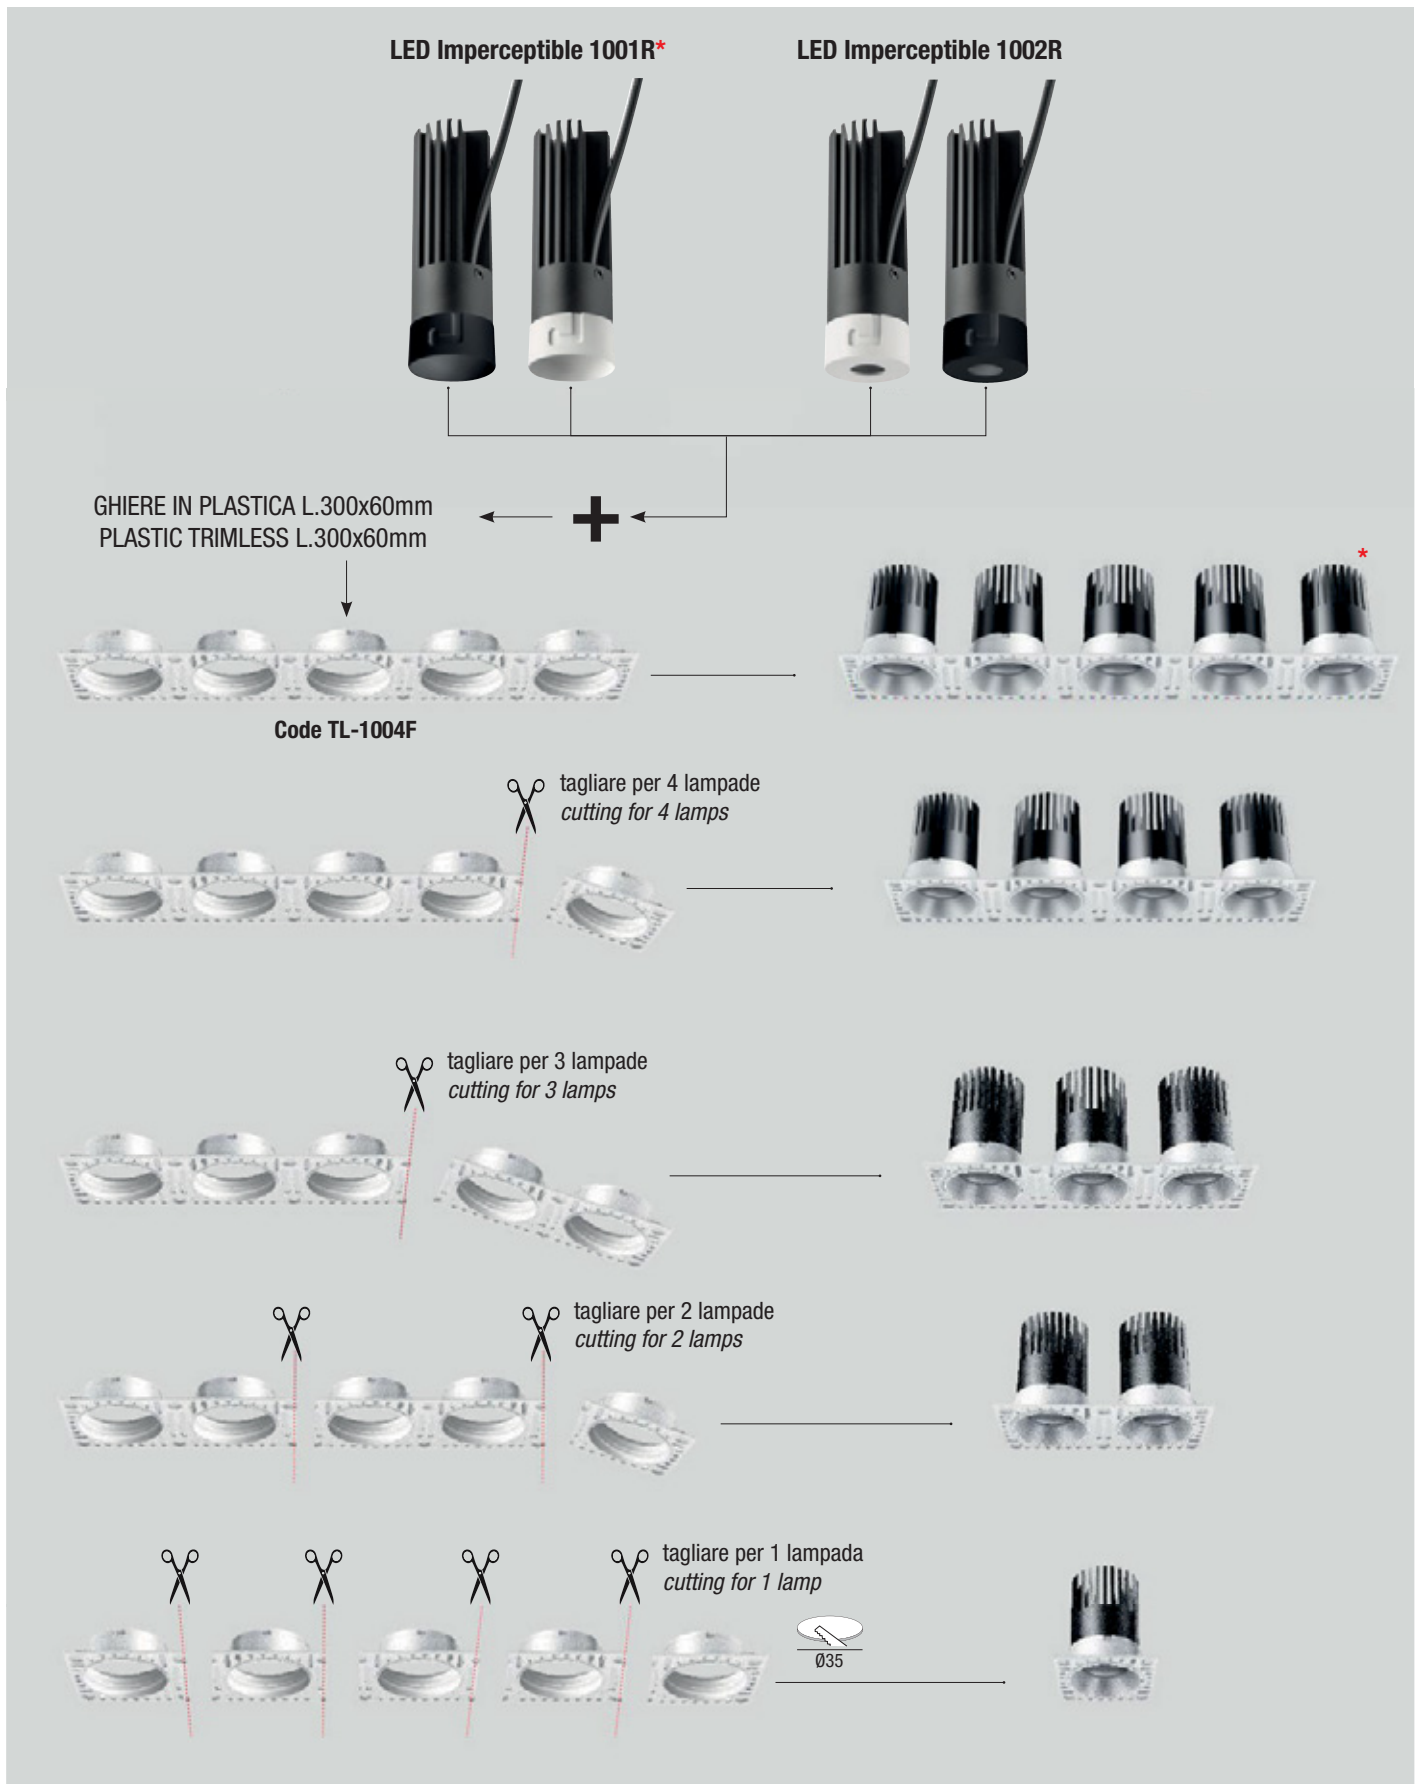 LED Imperceptible 1001R*
LED Imperceptible 1002R
GHIERE IN PLASTICA L.300x60mm
PLASTIC TRIMLESS L.300x60mm
*
Code TL-1004F
tagliare per 4 lampade
cutting for 4 lamps
tagliare per 3 lampade
cutting for 3 lamps
tagliare per 2 lampade
cutting for 2 lamps
tagliare per 1 lampada
cutting for 1 lamp
Ø35